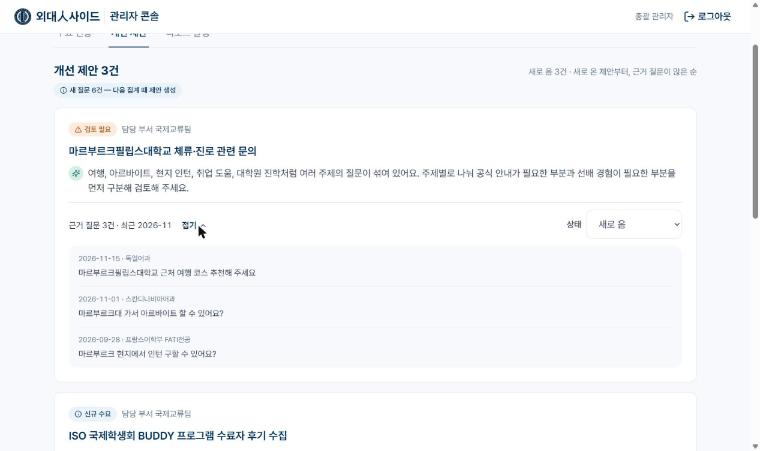 외대人사이드 관리자 콘솔
총괄 관리자 로그아웃
개선 제안 3건
새로 옴 3건 · 새로 온 제안부터, 근거 질문이 많은 순
새 질문 6건 — 다음 집계 때 제안 생성
검토 필요 담당 부서 국제교류팀
마르부르크필립스대학교 체류·진로 관련 문의
여행, 아르바이트, 현지 인턴, 취업 도움, 대학원 진학처럼 여러 주제의 질문이 섞여 있어요. 주제별로 나눠 공식 안내가 필요한 부분과 선배 경험이 필요한 부분을
먼저 구분해 검토해 주세요.
근거 질문 3건 · 최근 2026-11 접기
상태 새로 옴
2026-11-15 · 독일어과
마르부르크필립스대학교 근처 여행 코스 추천해 주세요
2026-11-01 · 스칸디나비아어과
마르부르크대 가서 아르바이트 할 수 있어요?
2026-09-28 · 프랑스어학부 FATI전공
마르부르크 현지에서 인턴 구할 수 있어요?
신규 수요 담당 부서 국제교류팀
ISO 국제학생회 BUDDY 프로그램 수료자 후기 수집